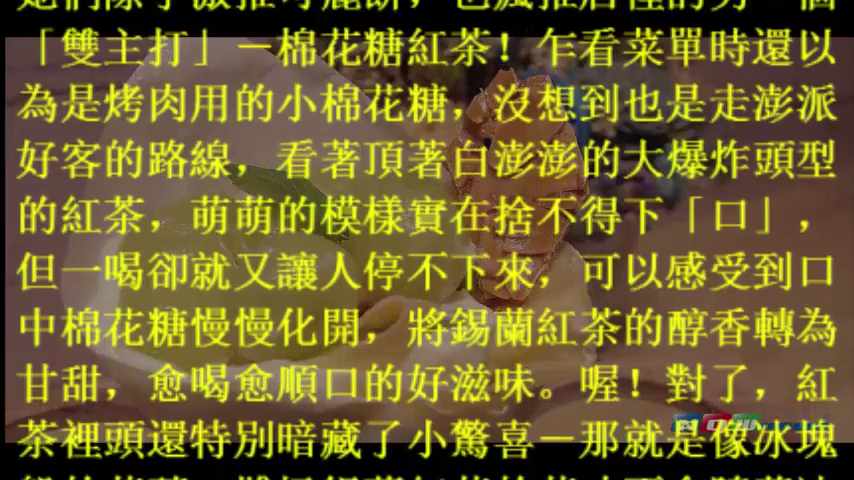 「雙主打」－棉花糖紅茶！乍看菜單時還以
為是烤肉用的小棉花糖，沒想到也是走澎派
好客的路線，看著頂著白澎澎的大爆炸頭型
的紅茶，萌萌的模樣實在捨不得下「口」，
但一喝卻就又讓人停不下來，可以感受到口
中棉花糖慢慢化開，將錫蘭紅茶的醇香轉為
甘甜，愈喝愈順口的好滋味。喔！對了，紅
茶裡頭還特別暗藏了小驚喜－那就是像冰塊